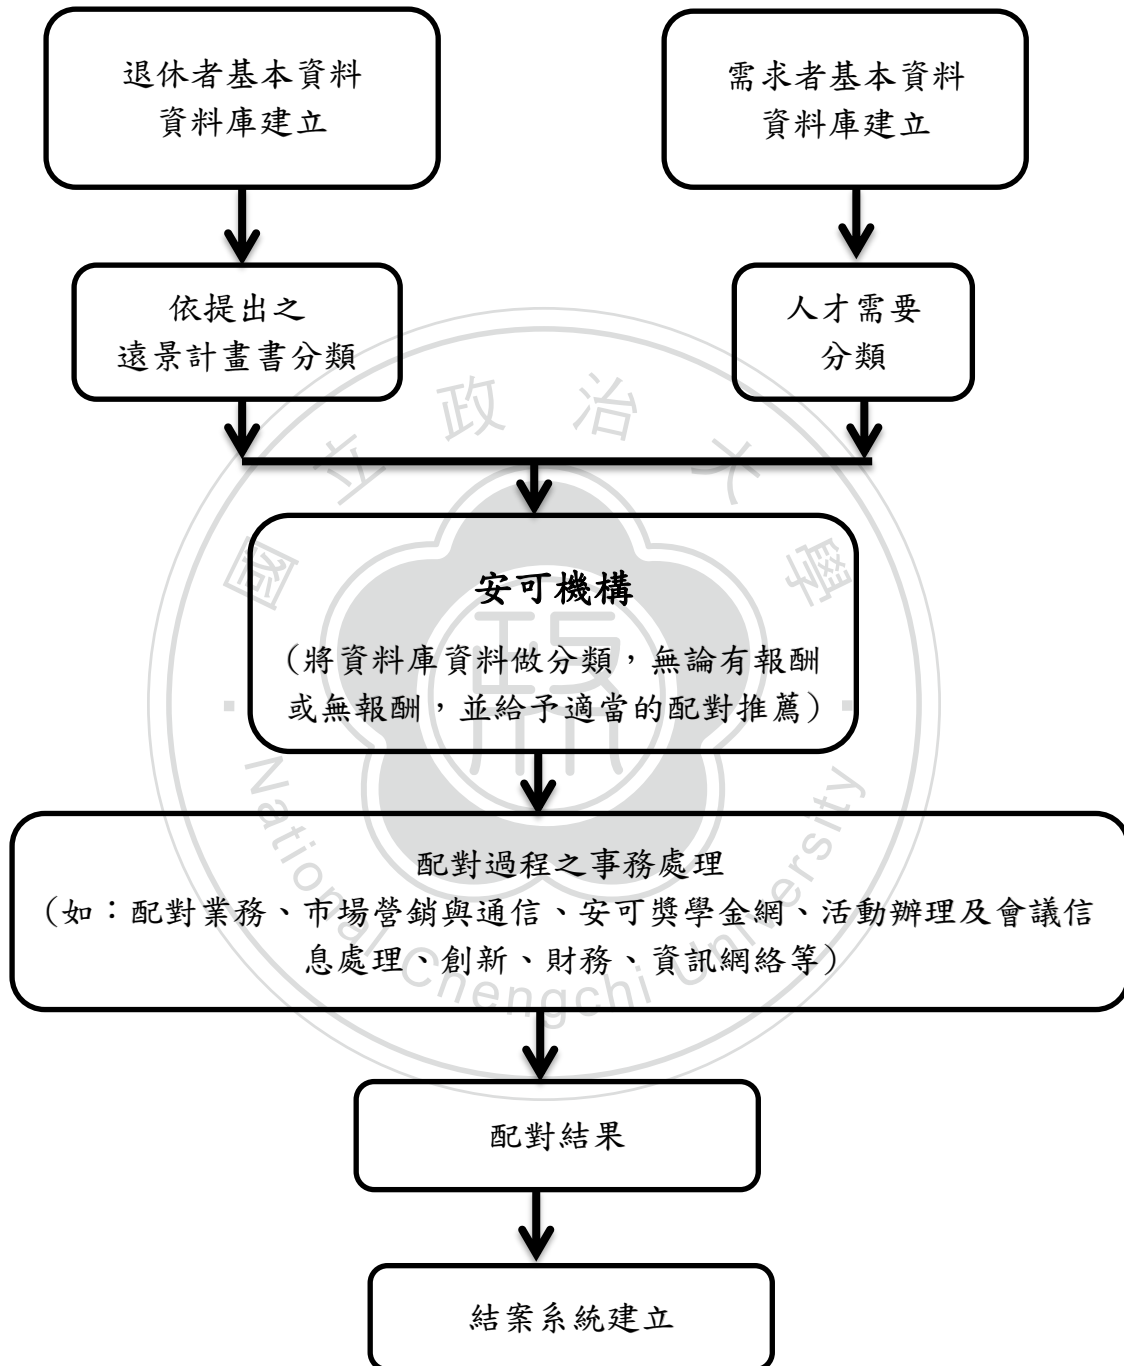 退休者基本資料
資料庫建立
需求者基本資料
資料庫建立
依提出之
遠景計畫書分類
人才需要
分類
安可機構
（將資料庫資料做分類，無論有報酬
或無報酬，並給予適當的配對推薦）
配對過程之事務處理
（如：配對業務、市場營銷與通信、安可獎學金網、活動辦理及會議信
息處理、創新、財務、資訊網絡等）
配對結果
結案系統建立
國立政治大學
National Chengchi University